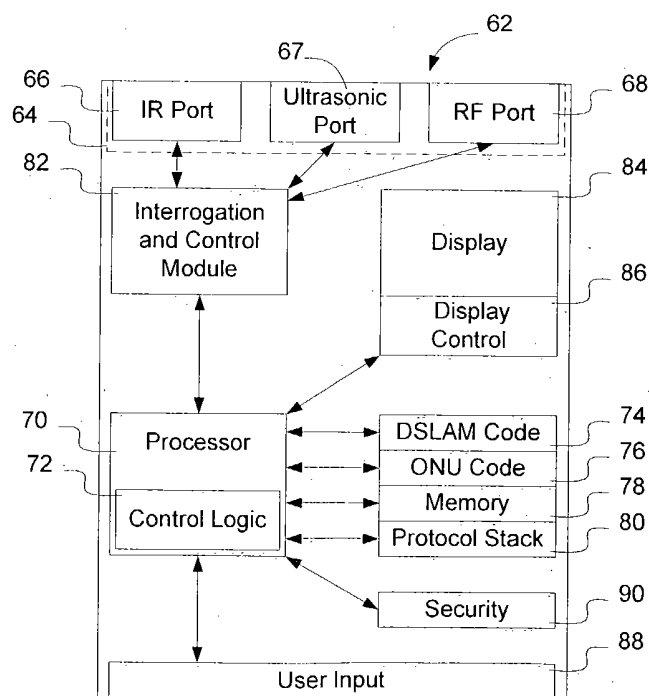 62
67
66
IR Port
Ultrasonic
Port
RF Port
68
64
82
Interrogation
and Control
Module
84
Display
86
Display
Control
70
Processor
72
Control Logic
DSLAM Code
74
ONU Code
76
Memory
78
Protocol Stack
80
Security
90
User Input
88